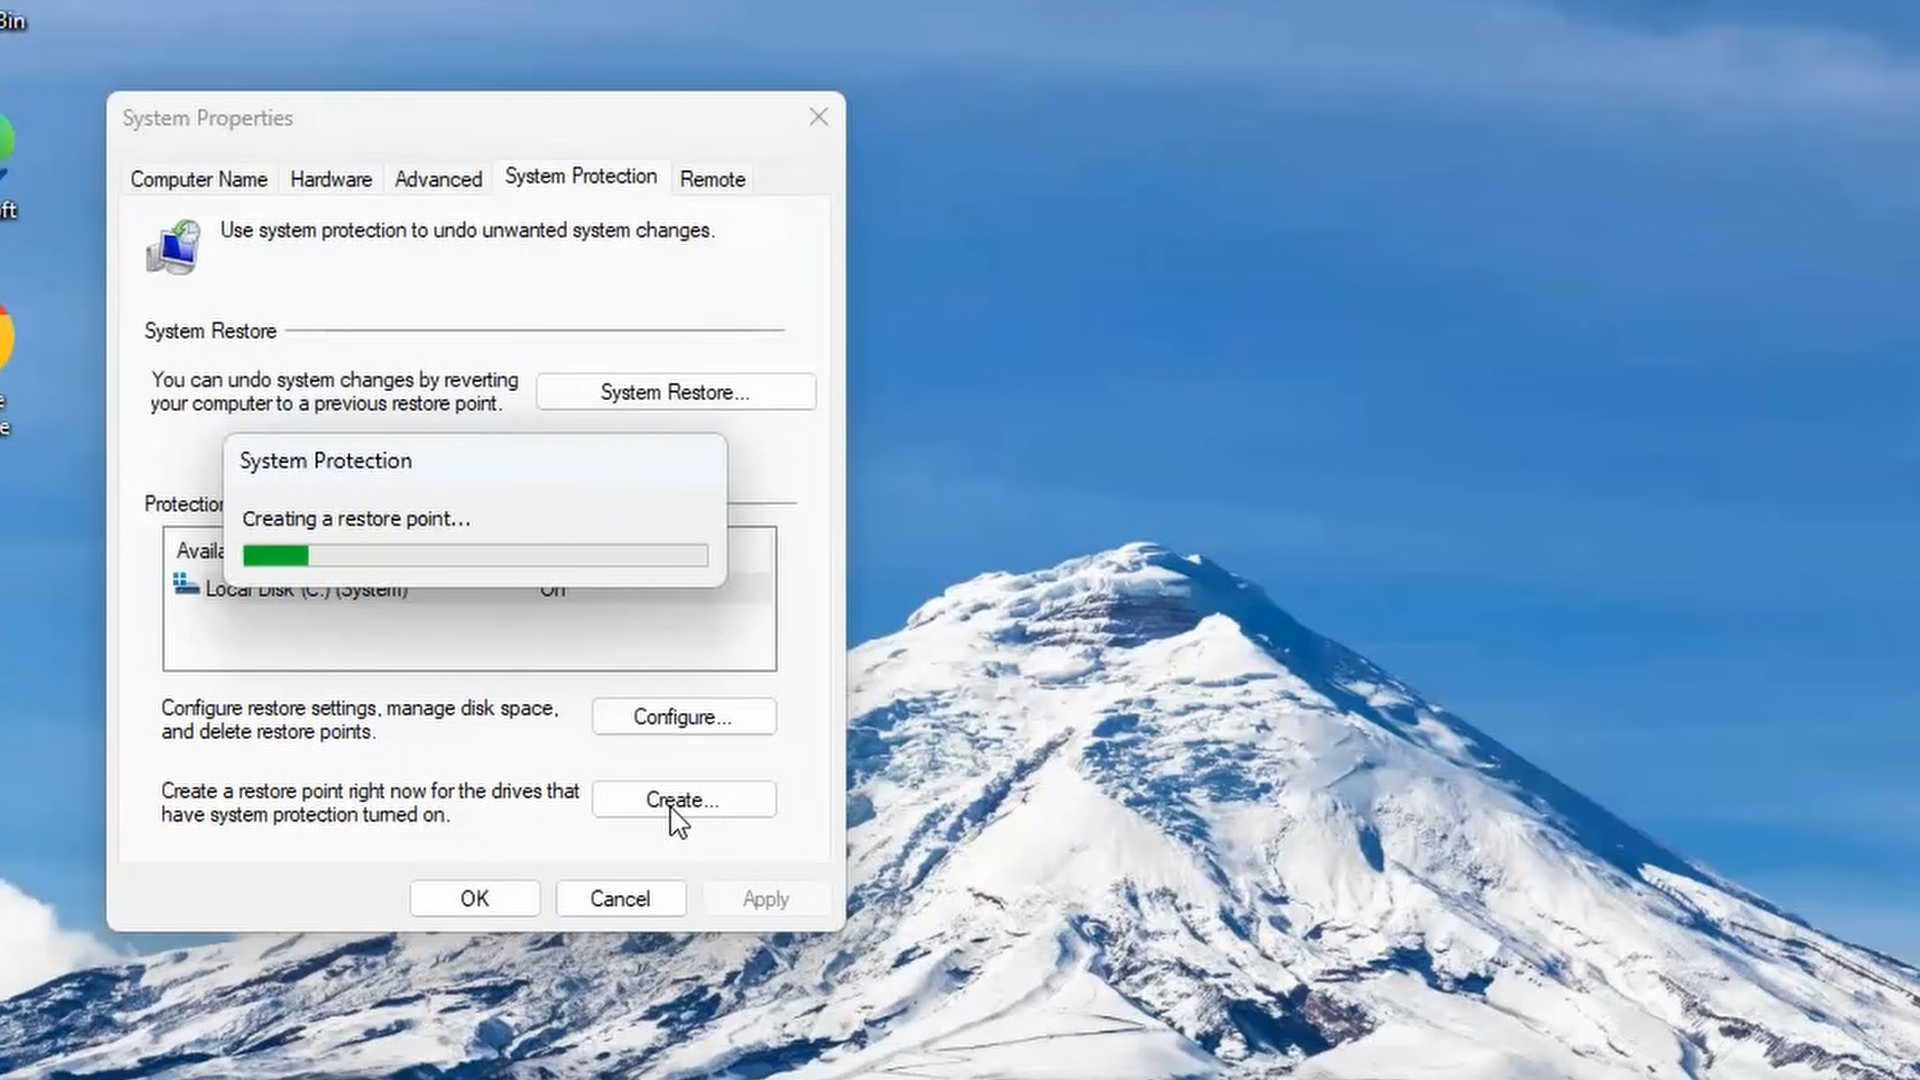 Bin
System Properties
Computer Name Hardware Advanced System Protection Remote
Use system protection to undo unwanted system changes.
System Restore
You can undo system changes by reverting
your computer to a previous restore point.
System Restore...
System Protection
Protection
Creating a restore point...
Local Disk (C:) (System) On
Configure restore settings, manage disk space,
and delete restore points.
Configure...
Create a restore point right now for the drives that
have system protection turned on.
Create...
OK Cancel Apply